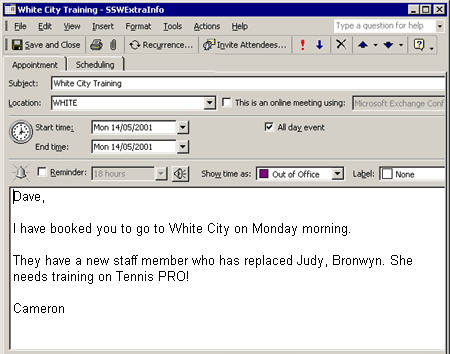 White City Training - SSWExtraInfo
File Edit View Insert Format Tools Actions Help Type a question for help
Save and Close Recurrence... Invite Attendees...
Appointment Scheduling
Subject: White City Training
Location: WHITE This is an online meeting using: Microsoft Exchange Conf
Start time: Mon 14/05/2001 All day event
End time: Mon 14/05/2001
Reminder: 18 hours Show time as: Out of Office Label: None
Dave,
I have booked you to go to White City on Monday morning.
They have a new staff member who has replaced Judy, Bronwyn. She
needs training on Tennis PRO!
Cameron